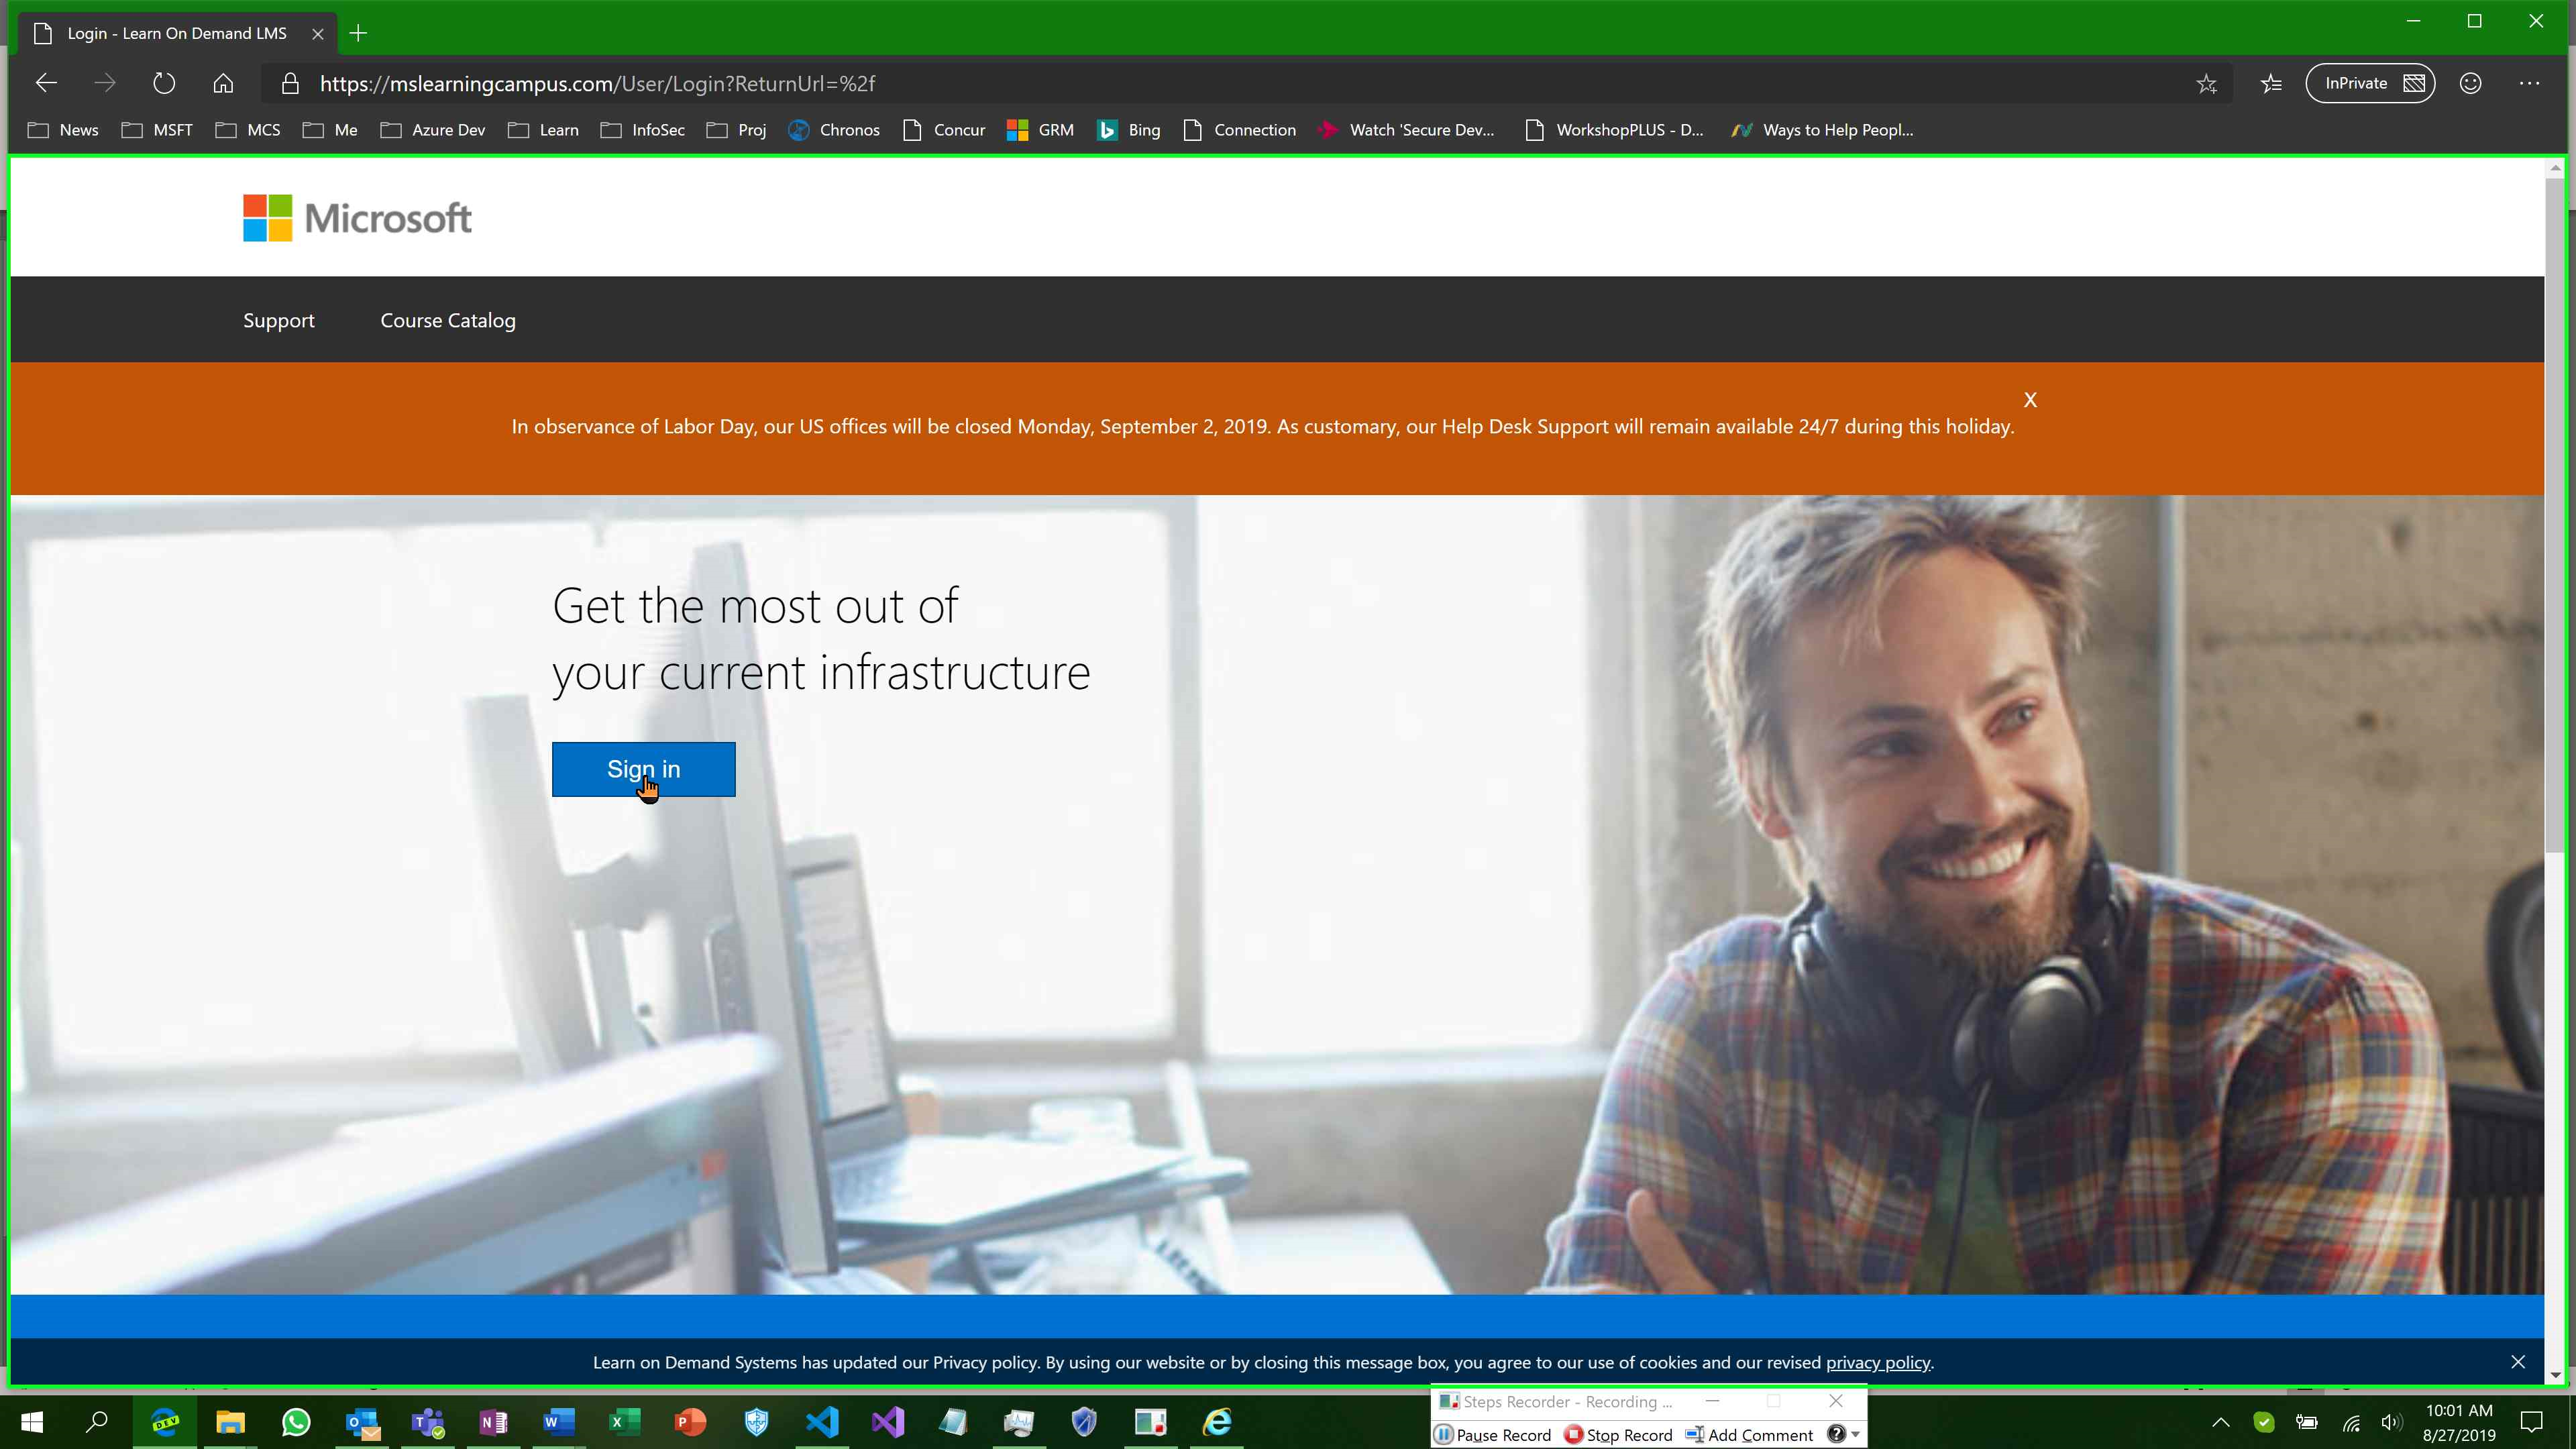 Login - Learn On Demand LMS
https://mslearningcampus.com/User/Login?ReturnUrl=%2f
InPrivate
News MSFT MCS Me Azure Dev Learn InfoSec Proj Chronos Concur GRM Bing Connection Watch 'Secure Dev... WorkshopPLUS - D... Ways to Help Peopl...
Microsoft
Support Course Catalog
X
In observance of Labor Day, our US offices will be closed Monday, September 2, 2019. As customary, our Help Desk Support will remain available 24/7 during this holiday.
Get the most out of
your current infrastructure
Sign in
Learn on Demand Systems has updated our Privacy policy. By using our website or by closing this message box, you agree to our use of cookies and our revised privacy policy.
Steps Recorder - Recording ...
Pause Record Stop Record Add Comment
DEV
10:01 AM
8/27/2019